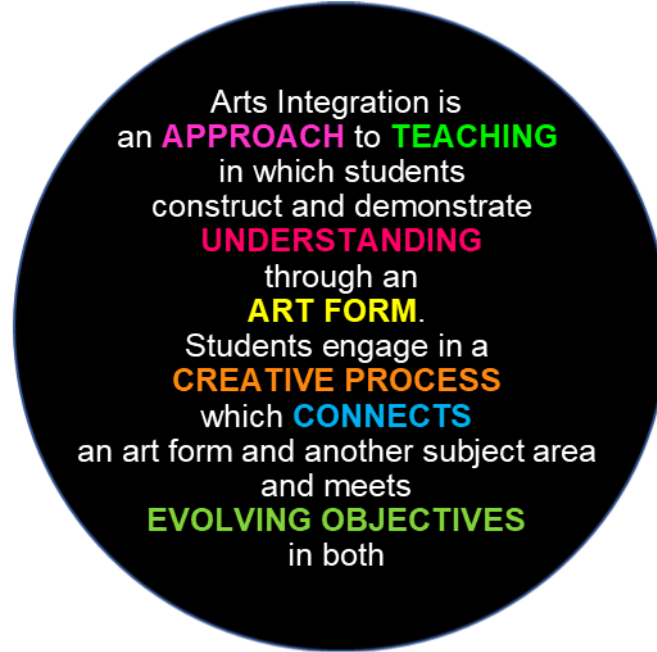 Arts Integration is
an APPROACH to TEACHING
in which students
construct and demonstrate
UNDERSTANDING
through an
ART FORM.
Students engage in a
CREATIVE PROCESS
which CONNECTS
an art form and another subject area
and meets
EVOLVING OBJECTIVES
in both